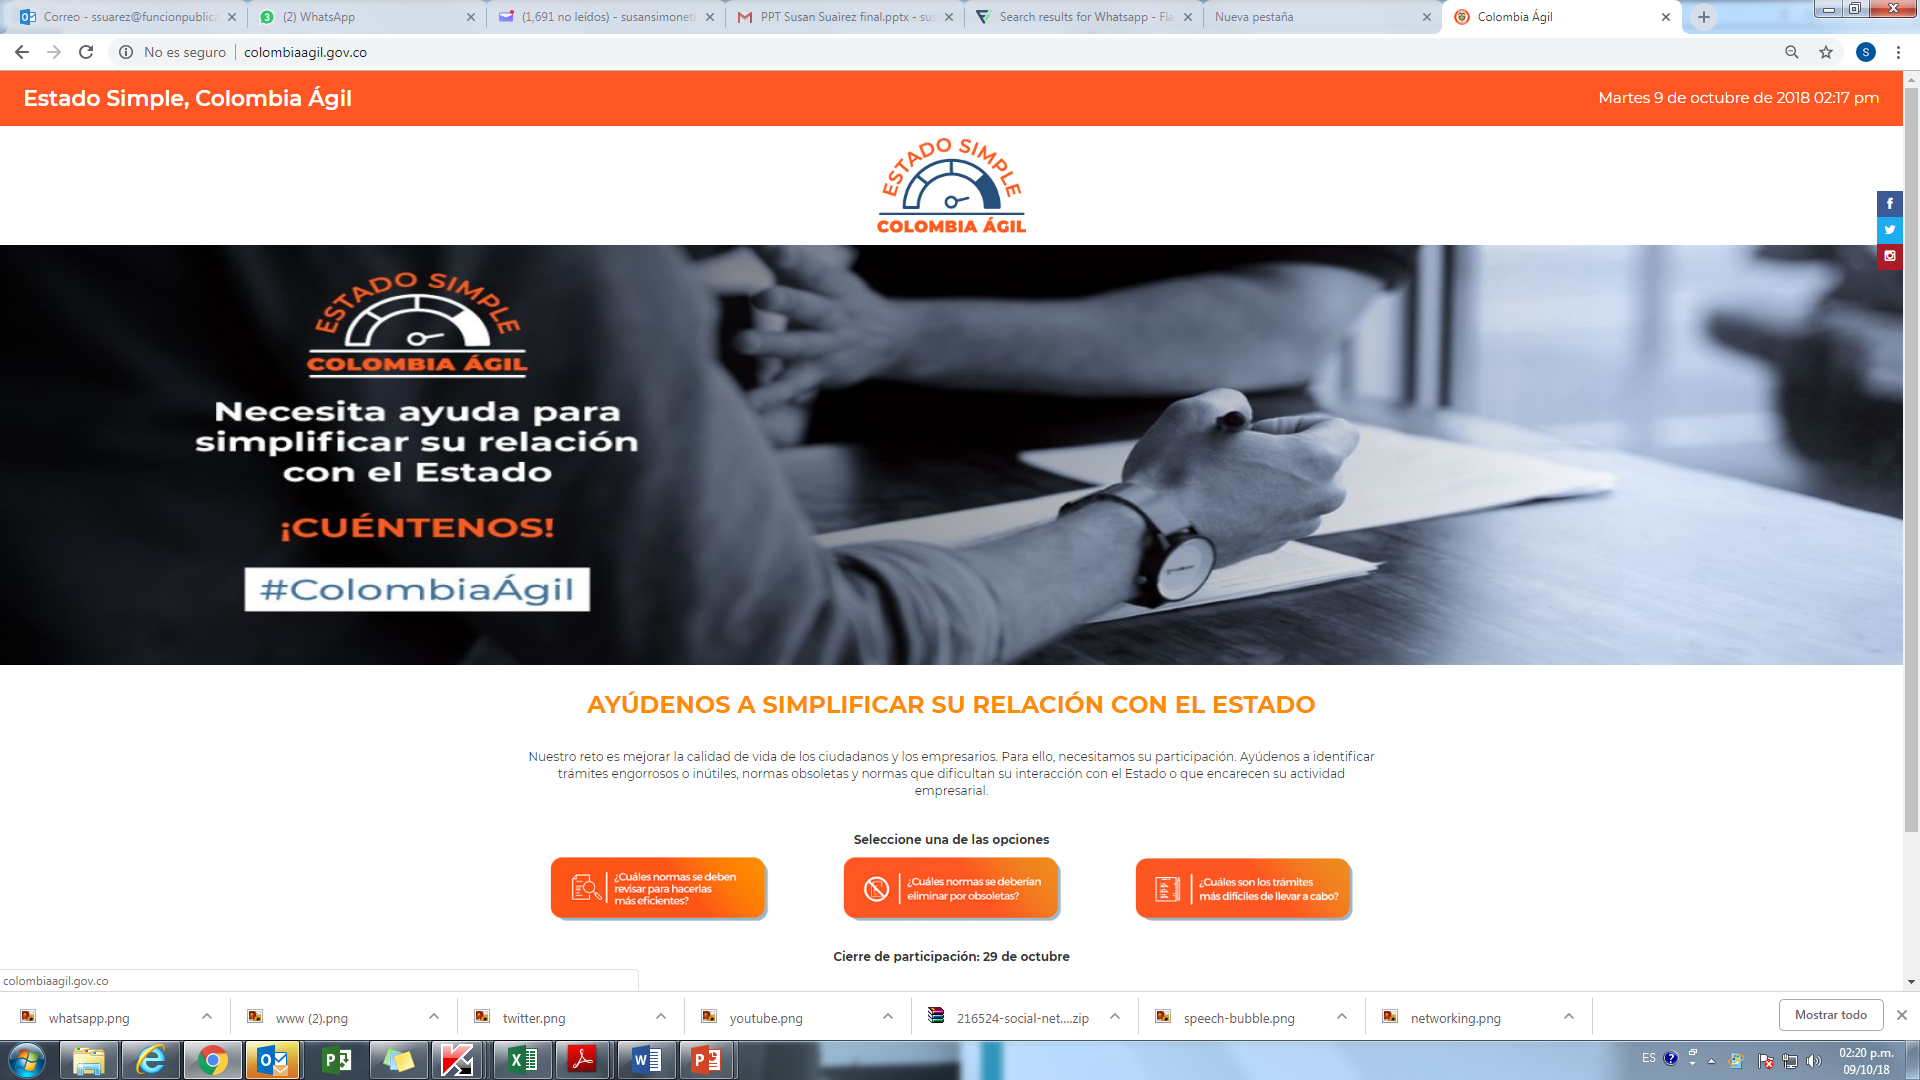 Correo - ssuarez@funcionpublica
(2) WhatsApp
(1,691 no leídos) - susansimonet
PPT Susan Suairez final.pptx - sus
Search results for Whatsapp - Fla
Nueva pestaña
Colombia Ágil
No es seguro
colombiaagil.gov.co
S
Estado Simple, Colombia Ágil
Martes 9 de octubre de 2018 02:17 pm
ESTADO SIMPLE
COLOMBIA ÁGIL
ESTADO SIMPLE
COLOMBIA ÁGIL
Necesita ayuda para
simplificar su relación
con el Estado
¡CUÉNTENOS!
#ColombiaÁgil
AYÚDENOS A SIMPLIFICAR SU RELACIÓN CON EL ESTADO
Nuestro reto es mejorar la calidad de vida de los ciudadanos y los empresarios. Para ello, necesitamos su participación. Ayúdenos a identificar
trámites engorrosos o inútiles, normas obsoletas y normas que dificultan su interacción con el Estado o que encarecen su actividad
empresarial.
Seleccione una de las opciones
¿Cuáles normas se deben
revisar para hacerlas
más eficientes?
¿Cuáles normas se deberían
eliminar por obsoletas?
¿Cuáles son los trámites
más difíciles de llevar a cabo?
Cierre de participación: 29 de octubre
colombiaagil.gov.co
whatsapp.png
www (2).png
twitter.png
youtube.png
216524-social-net....zip
speech-bubble.png
networking.png
Mostrar todo
ES
02:20 p.m.
09/10/18